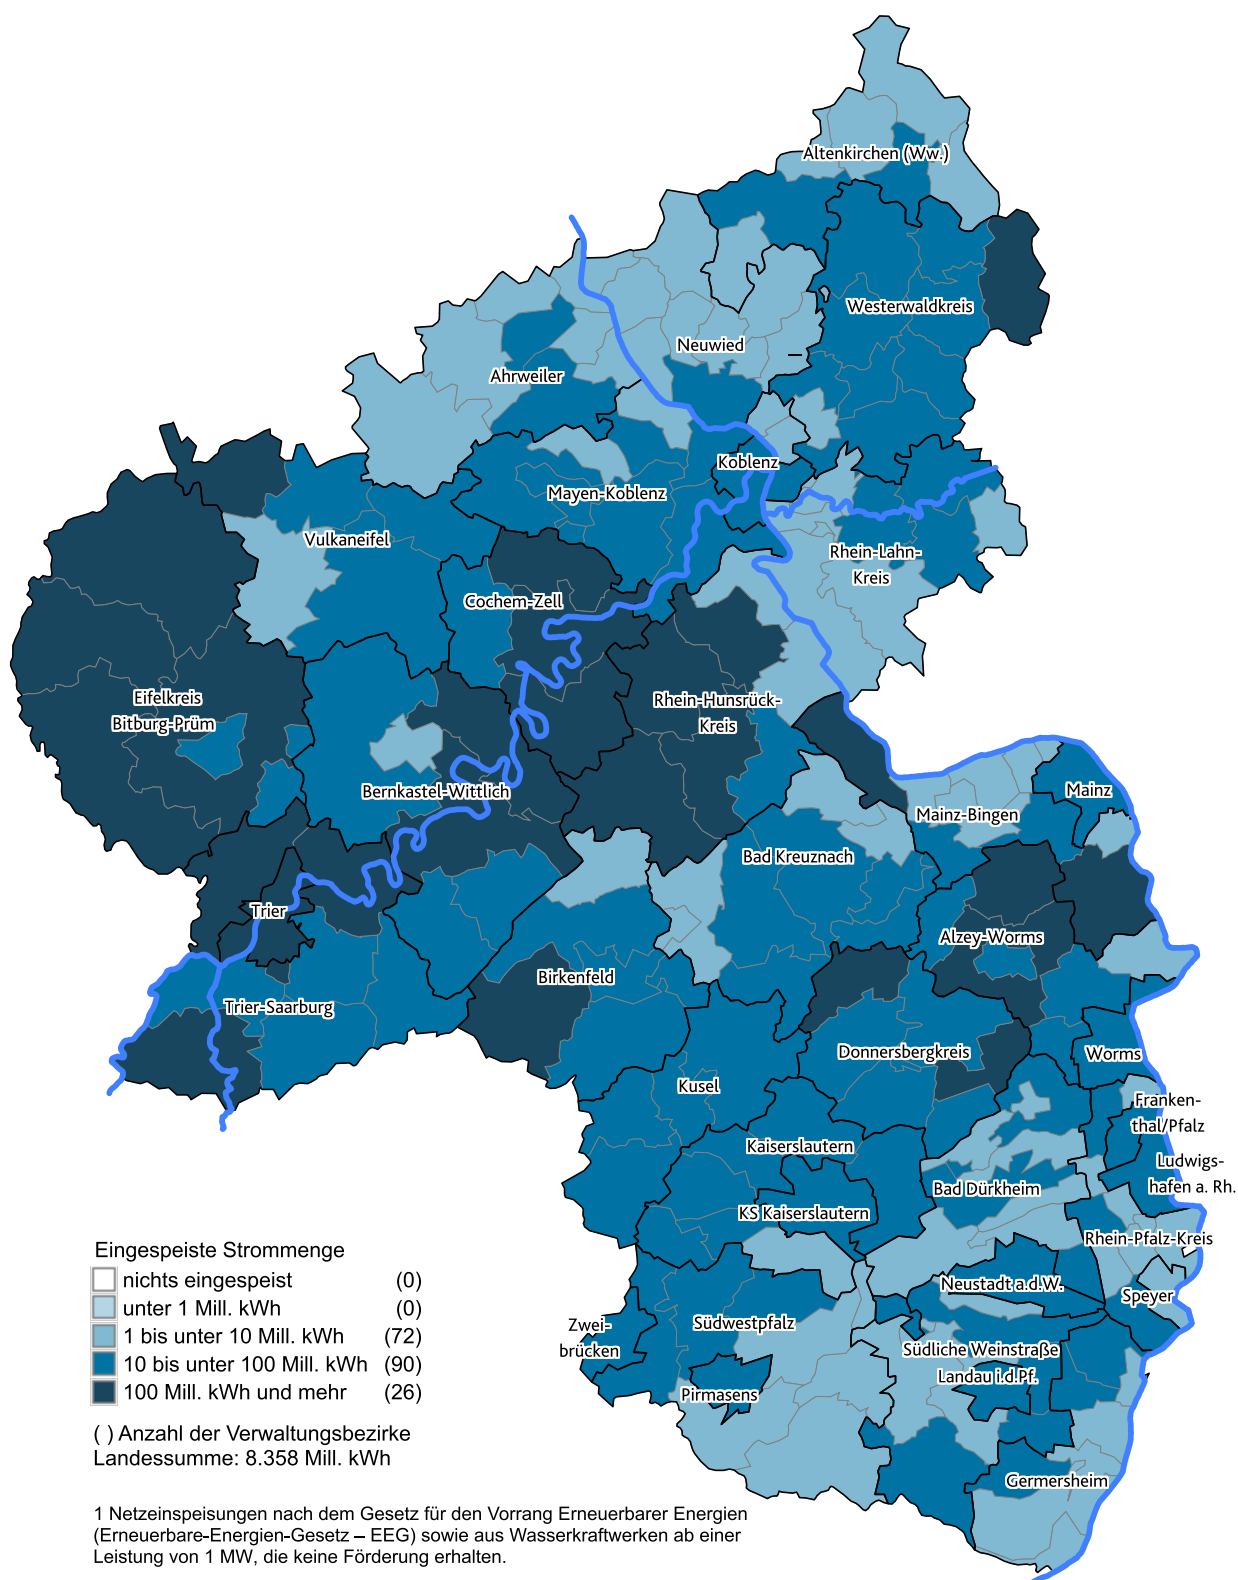 Altenkirchen (Ww.)
Westerwaldkreis
Neuwied
Ahrweiler
Koblenz
Mayen-Koblenz
Vulkaneifel
Rhein-Lahn-
Kreis
Cochem-Zell
Eifelkreis
Bitburg-Prüm
Rhein-Hunsrück-
Kreis
Bernkastel-Wittlich
Mainz
Mainz-Bingen
Bad Kreuznach
Trier
Alzey-Worms
Birkenfeld
Trier-Saarburg
Donnersbergkreis
Worms
Kusel
Franken-
thal/Pfalz
Kaiserslautern
Ludwigs-
hafen a. Rh.
Bad Dürkheim
KS Kaiserslautern
Rhein-Pfalz-Kreis
Neustadt a.d.W.
Speyer
Zwei-
brücken
Südwestpfalz
Südliche Weinstraße
Landau i.d.Pf.
Pirmasens
Germersheim
Eingespeiste Strommenge
nichts eingespeist (0)
unter 1 Mill. kWh (0)
1 bis unter 10 Mill. kWh (72)
10 bis unter 100 Mill. kWh (90)
100 Mill. kWh und mehr (26)
( ) Anzahl der Verwaltungsbezirke
Landessumme: 8.358 Mill. kWh
1 Netzeinspeisungen nach dem Gesetz für den Vorrang Erneuerbarer Energien
(Erneuerbare-Energien-Gesetz – EEG) sowie aus Wasserkraftwerken ab einer
Leistung von 1 MW, die keine Förderung erhalten.